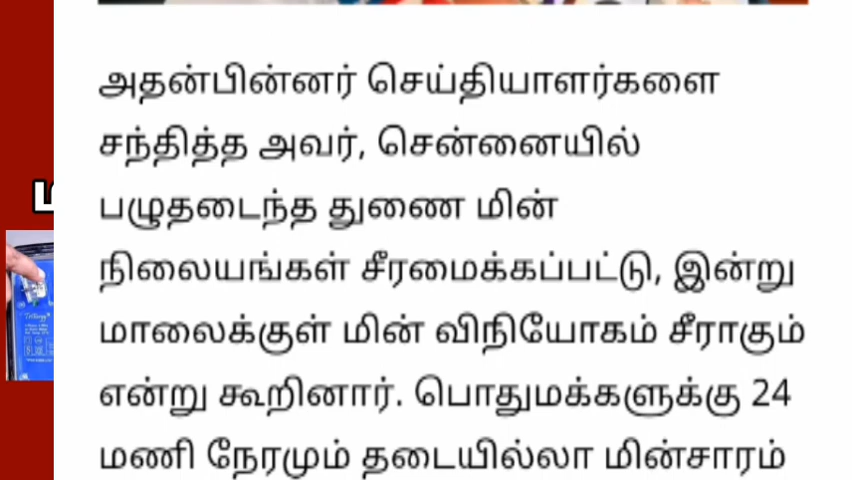 அதன்பின்னர் செய்தியாளர்களை
சந்தித்த அவர், சென்னையில்
பழுதடைந்த துணை மின்
நிலையங்கள் சீரமைக்கப்பட்டு, இன்று
மாலைக்குள் மின் விநியோகம் சீராகும்
என்று கூறினார். பொதுமக்களுக்கு 24
மணி நேரமும் தடையில்லா மின்சாரம்